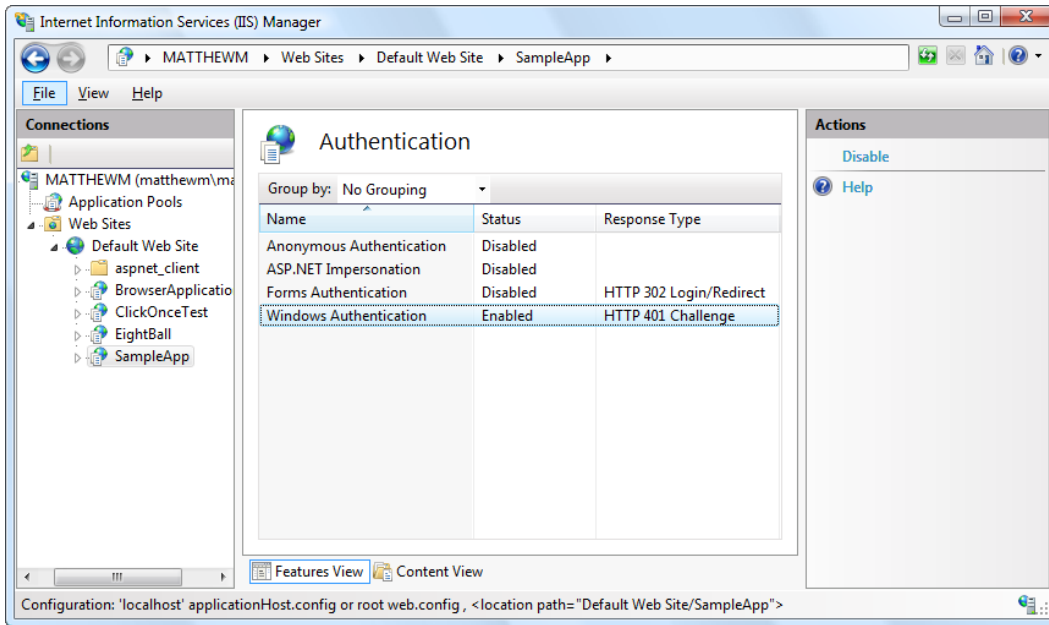 Internet Information Services (IIS) Manager
MATTHEWM Web Sites Default Web Site SampleApp
File View Help
Connections
MATTHEWM (matthewm\ma
Application Pools
Web Sites
Default Web Site
aspnet_client
BrowserApplicatio
ClickOnceTest
EightBall
SampleApp
Authentication
Group by: No Grouping
Name Status Response Type
Anonymous Authentication Disabled
ASP.NET Impersonation Disabled
Forms Authentication Disabled HTTP 302 Login/Redirect
Windows Authentication Enabled HTTP 401 Challenge
Features View Content View
Actions
Disable
Help
Configuration: 'localhost' applicationHost.config or root web.config , <location path="Default Web Site/SampleApp">